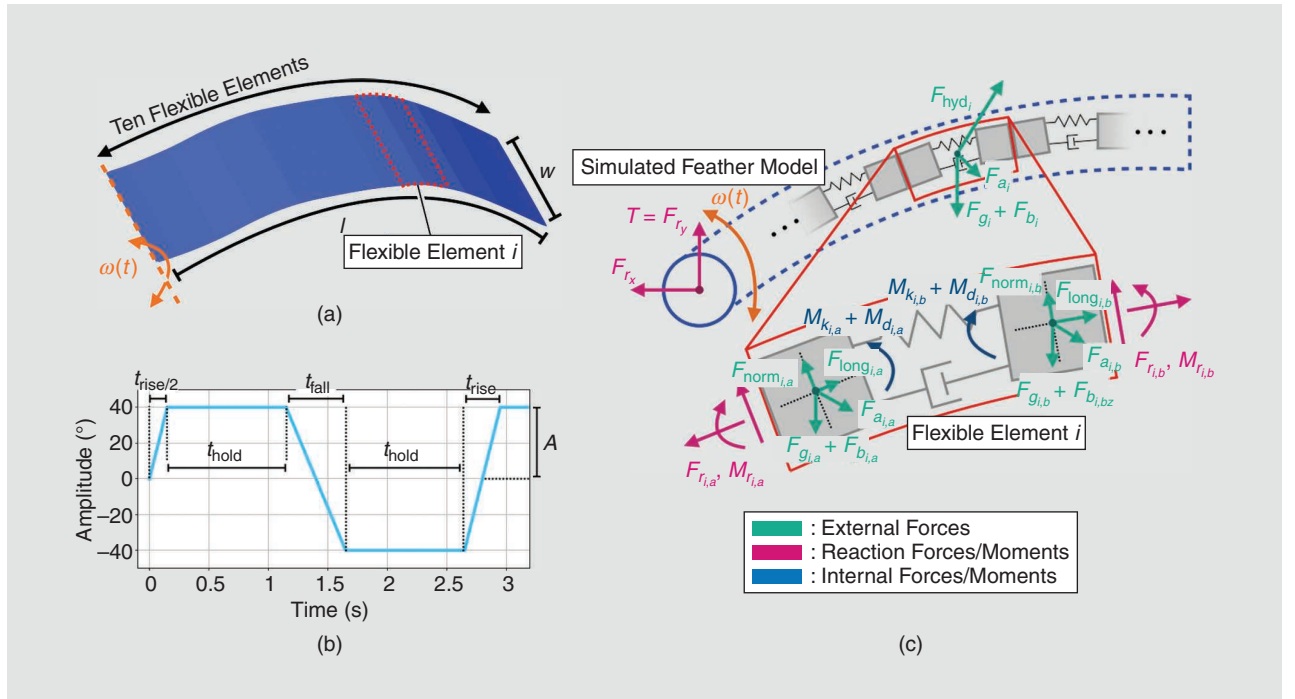 Ten Flexible Elements
w
l
Flexible Element i
ω(t)
(a)
t_rise/2
t_fall
t_rise
40
20
0
−20
−40
A
t_hold
t_hold
Amplitude (°)
0
0.5
1
1.5
2
2.5
3
Time (s)
(b)
Simulated Feather Model
F_hyd_i
F_a_i
F_g_i + F_b_i
ω(t)
T = F_r_y
F_r_x
M_k_i,b + M_d_i,b
M_k_i,a + M_d_i,a
F_norm_i,b
F_long_i,b
F_a_i,b
F_r_i,b, M_r_i,b
F_g_i,b + F_b_i,bz
F_norm_i,a
F_long_i,a
F_a_i,a
F_g_i,a + F_b_i,a
F_r_i,a, M_r_i,a
Flexible Element i
: External Forces
: Reaction Forces/Moments
: Internal Forces/Moments
(c)